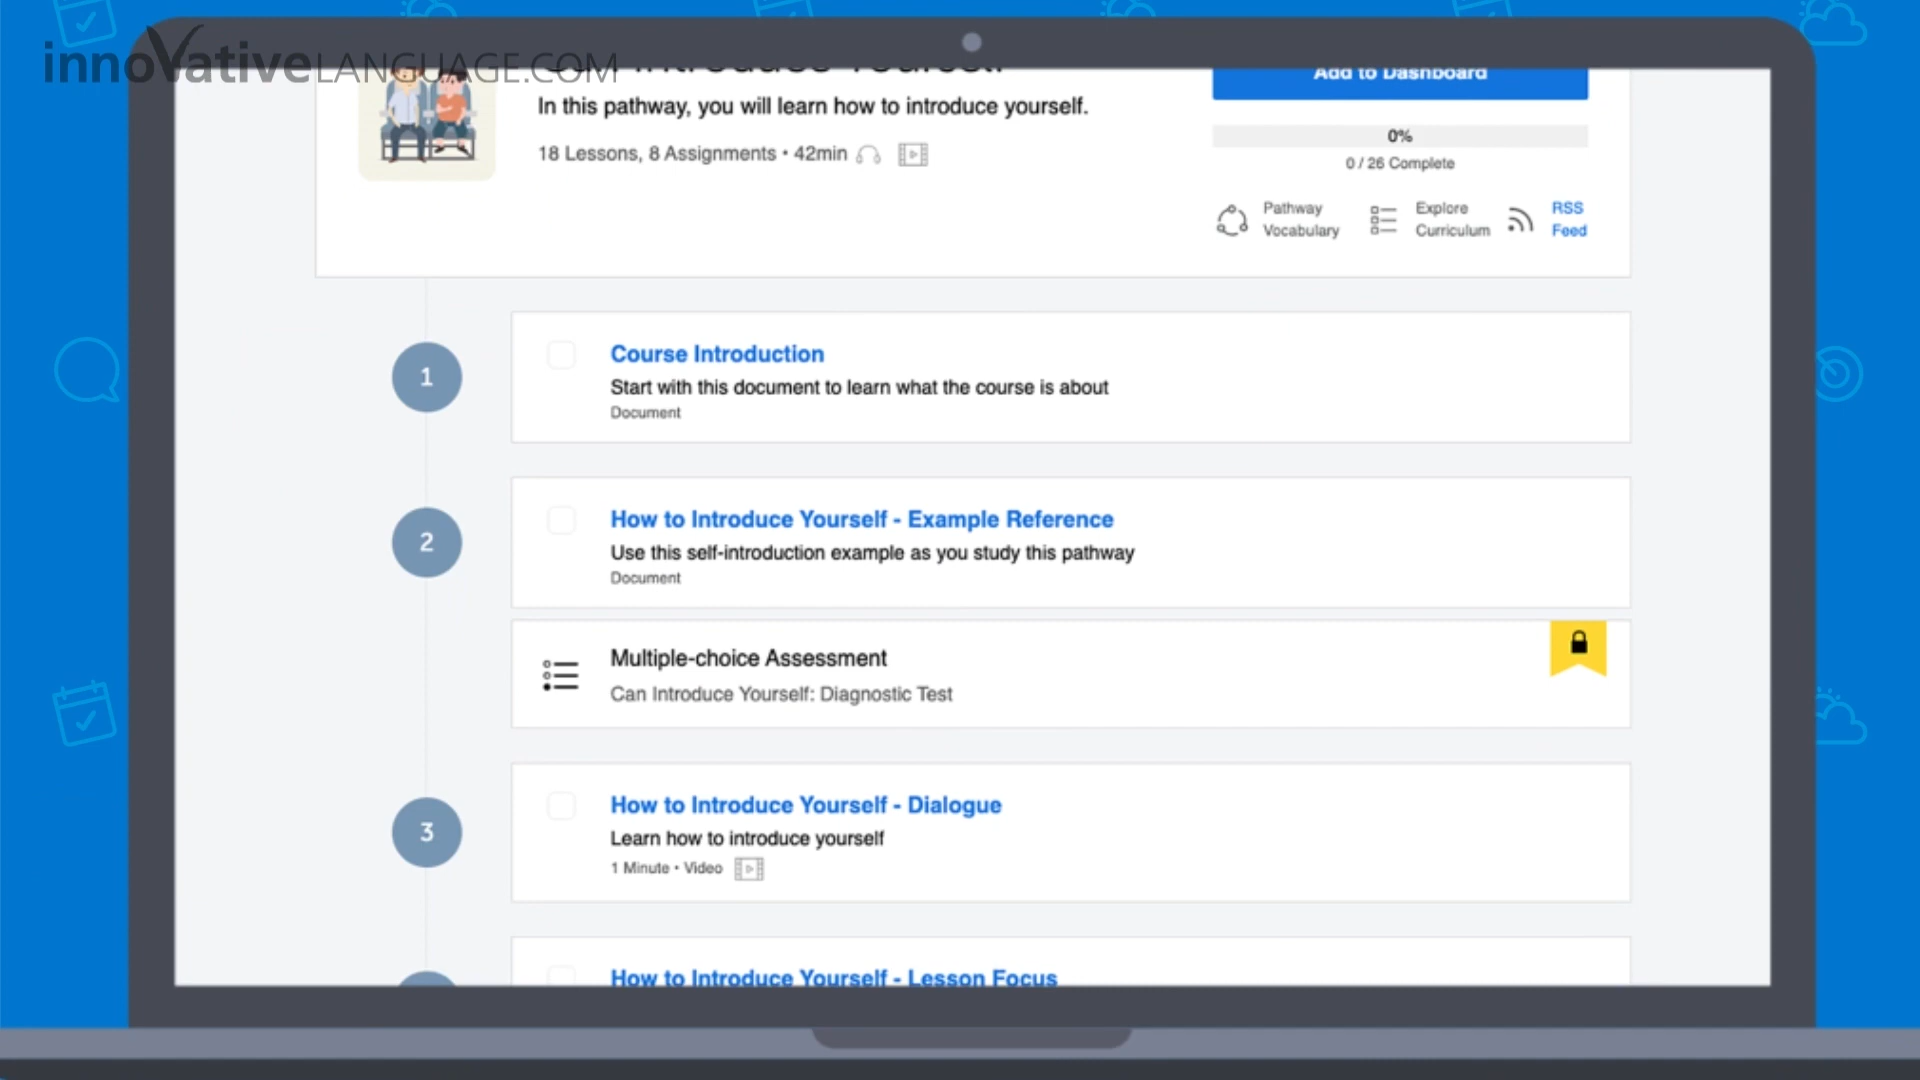 innoVative LANGUAGE.COM
Introduce Yourself
Add to Dashboard
In this pathway, you will learn how to introduce yourself.
18 Lessons, 8 Assignments • 42min
0%
0 / 26 Complete
Pathway
Vocabulary
Explore
Curriculum
RSS
Feed
1
Course Introduction
Start with this document to learn what the course is about
Document
2
How to Introduce Yourself - Example Reference
Use this self-introduction example as you study this pathway
Document
Multiple-choice Assessment
Can Introduce Yourself: Diagnostic Test
3
How to Introduce Yourself - Dialogue
Learn how to introduce yourself
1 Minute • Video
How to Introduce Yourself - Lesson Focus